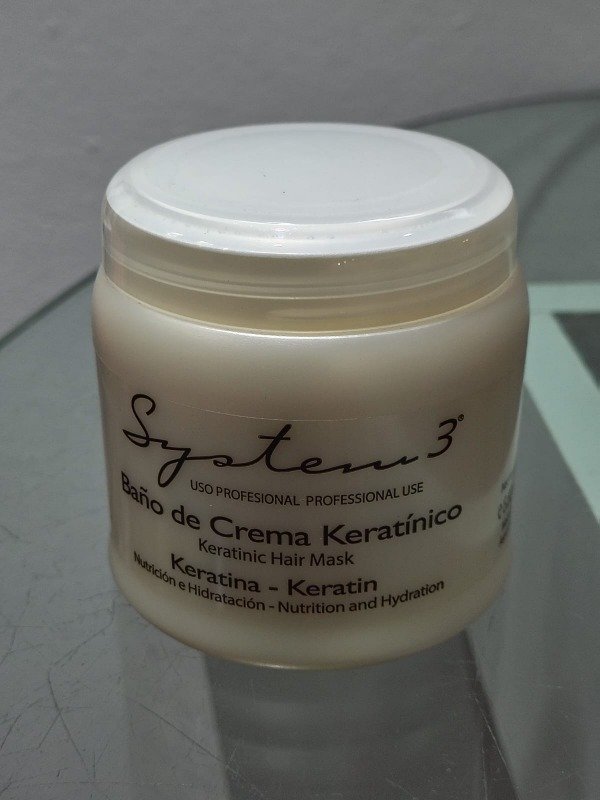 System 3®
USO PROFESIONAL PROFESSIONAL USE
Baño de Crema Keratínico
Keratinic Hair Mask
Keratina - Keratin
Nutrición e Hidratación - Nutrition and Hydration